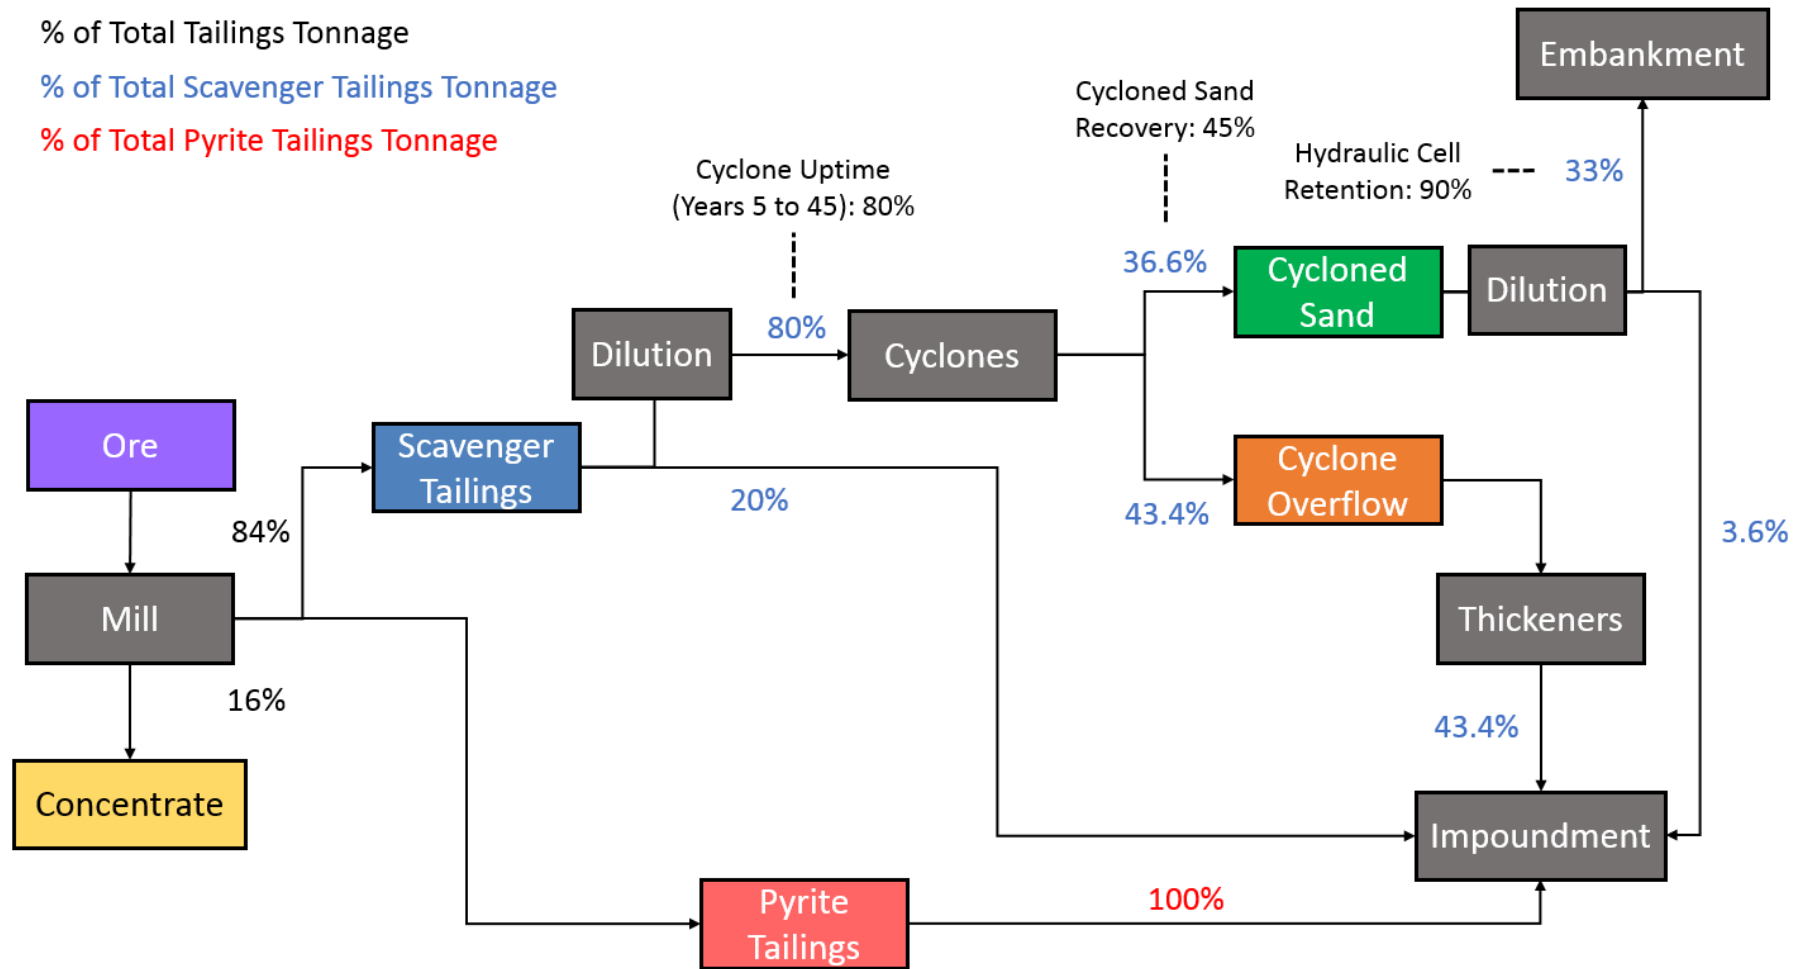 % of Total Tailings Tonnage
% of Total Scavenger Tailings Tonnage
% of Total Pyrite Tailings Tonnage
Embankment
Cycloned Sand
Recovery: 45%
Hydraulic Cell
Retention: 90%
33%
Cyclone Uptime
(Years 5 to 45): 80%
36.6%
Cycloned
Sand
Dilution
80%
Dilution
Cyclones
Ore
Scavenger
Tailings
20%
Cyclone
Overflow
43.4%
84%
3.6%
Mill
Thickeners
16%
43.4%
Concentrate
Impoundment
Pyrite
Tailings
100%